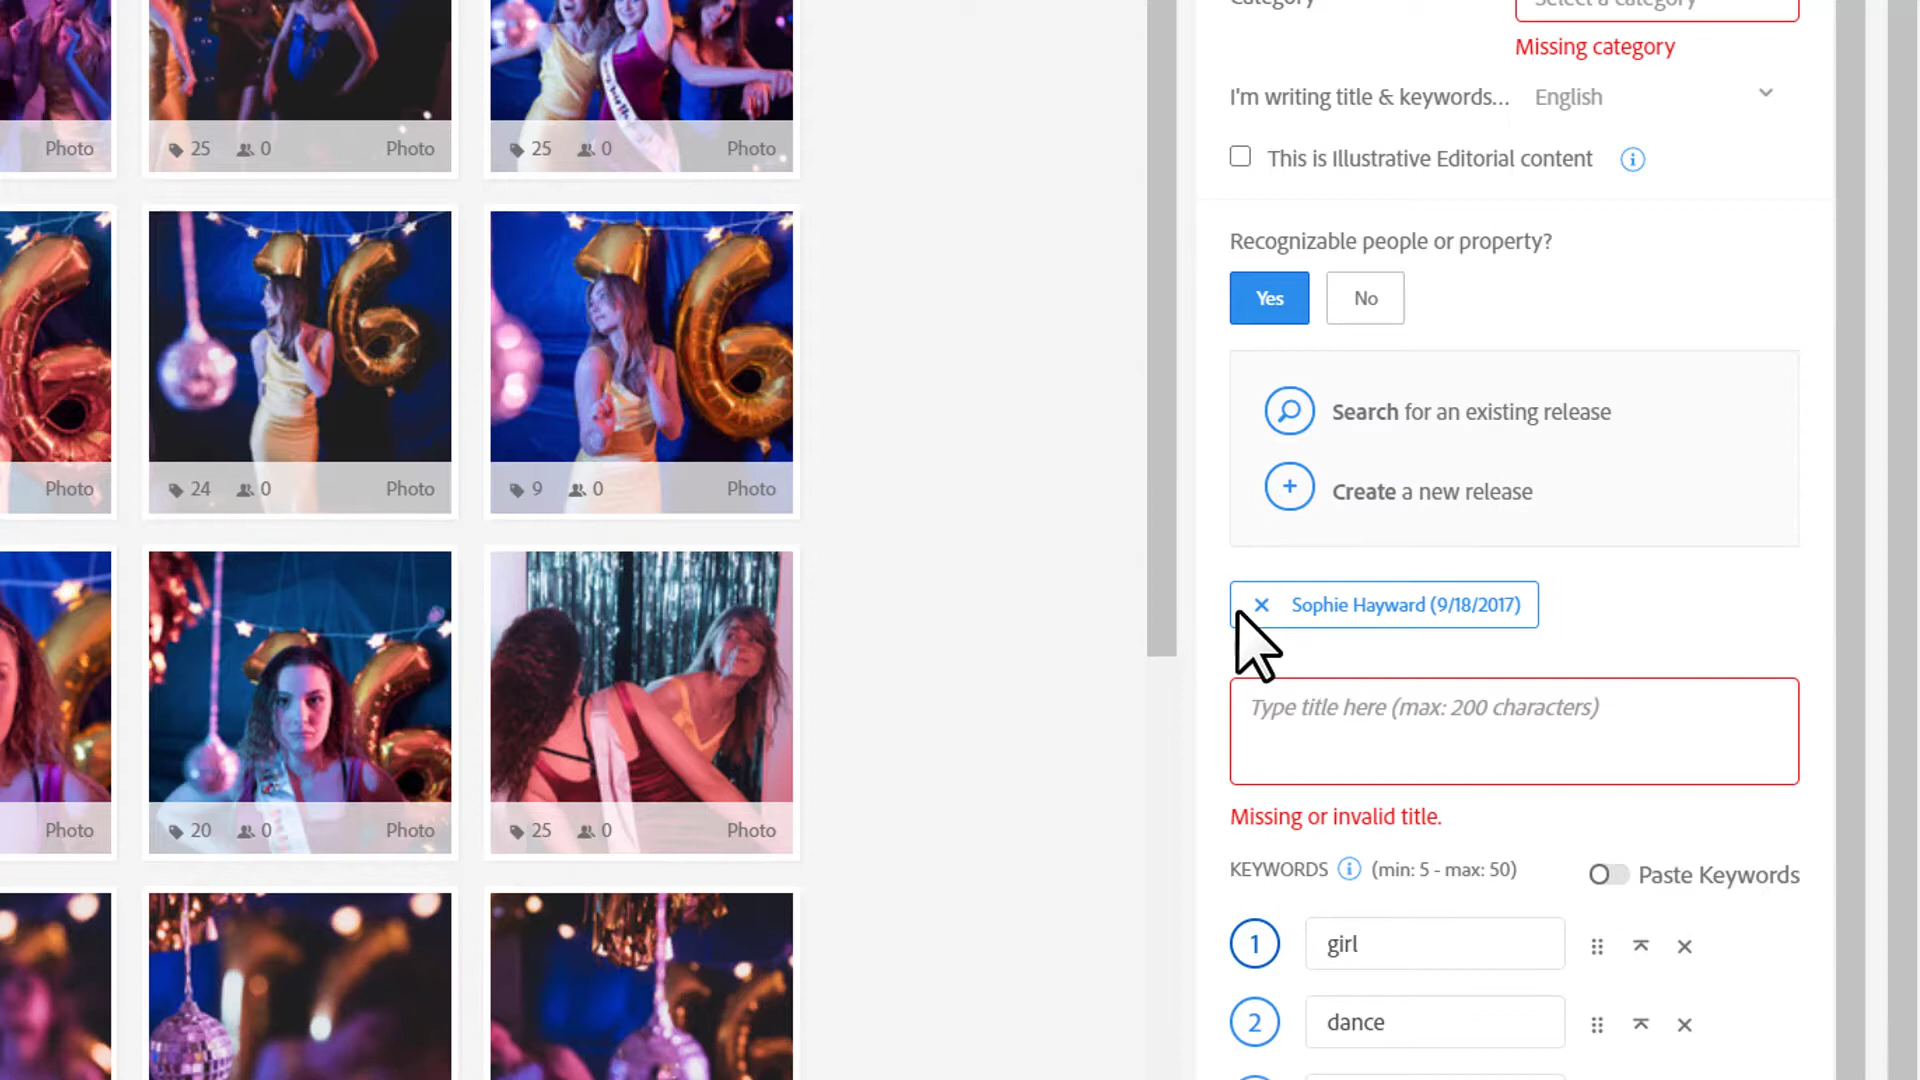 Category
Select a category
Missing category
I'm writing title & keywords... English
This is Illustrative Editorial content
Recognizable people or property?
Yes No
Search for an existing release
Create a new release
× Sophie Hayward (9/18/2017)
Type title here (max: 200 characters)
Missing or invalid title.
KEYWORDS (min: 5 - max: 50) Paste Keywords
1 girl
2 dance
Photo 25 0 Photo 25 0 Photo
Photo 24 0 Photo 9 0 Photo
Photo 20 0 Photo 25 0 Photo